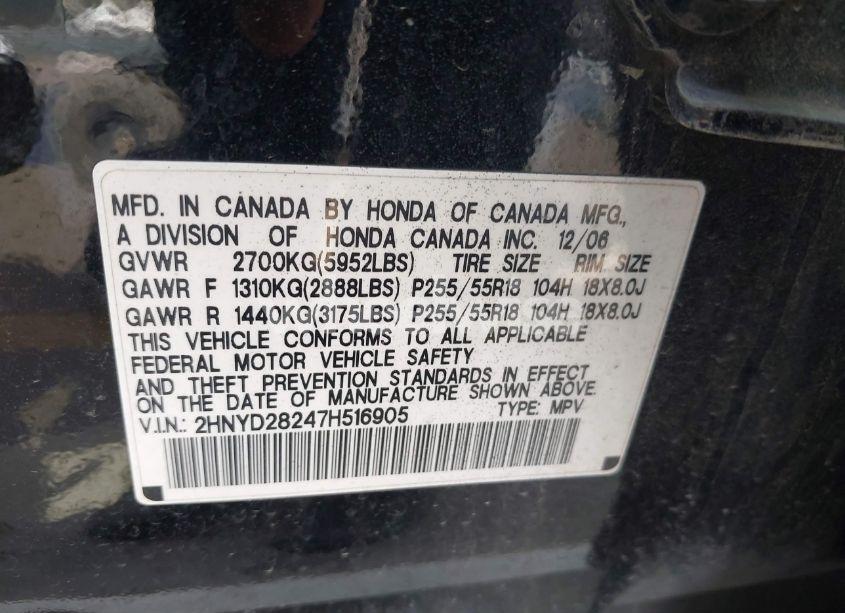 MFD. IN CANADA BY HONDA OF CANADA MFG.,
A DIVISION OF HONDA CANADA INC. 12/06
GVWR 2700KG(5952LBS) TIRE SIZE RIM SIZE
GAWR F 1310KG(2888LBS) P255/55R18 104H 18X8.0J
GAWR R 1440KG(3175LBS) P255/55R18 104H 18X8.0J
THIS VEHICLE CONFORMS TO ALL APPLICABLE
FEDERAL MOTOR VEHICLE SAFETY
AND THEFT PREVENTION STANDARDS IN EFFECT
ON THE DATE OF MANUFACTURE SHOWN ABOVE.
V.I.N.: 2HNYD28247H516905 TYPE: MPV